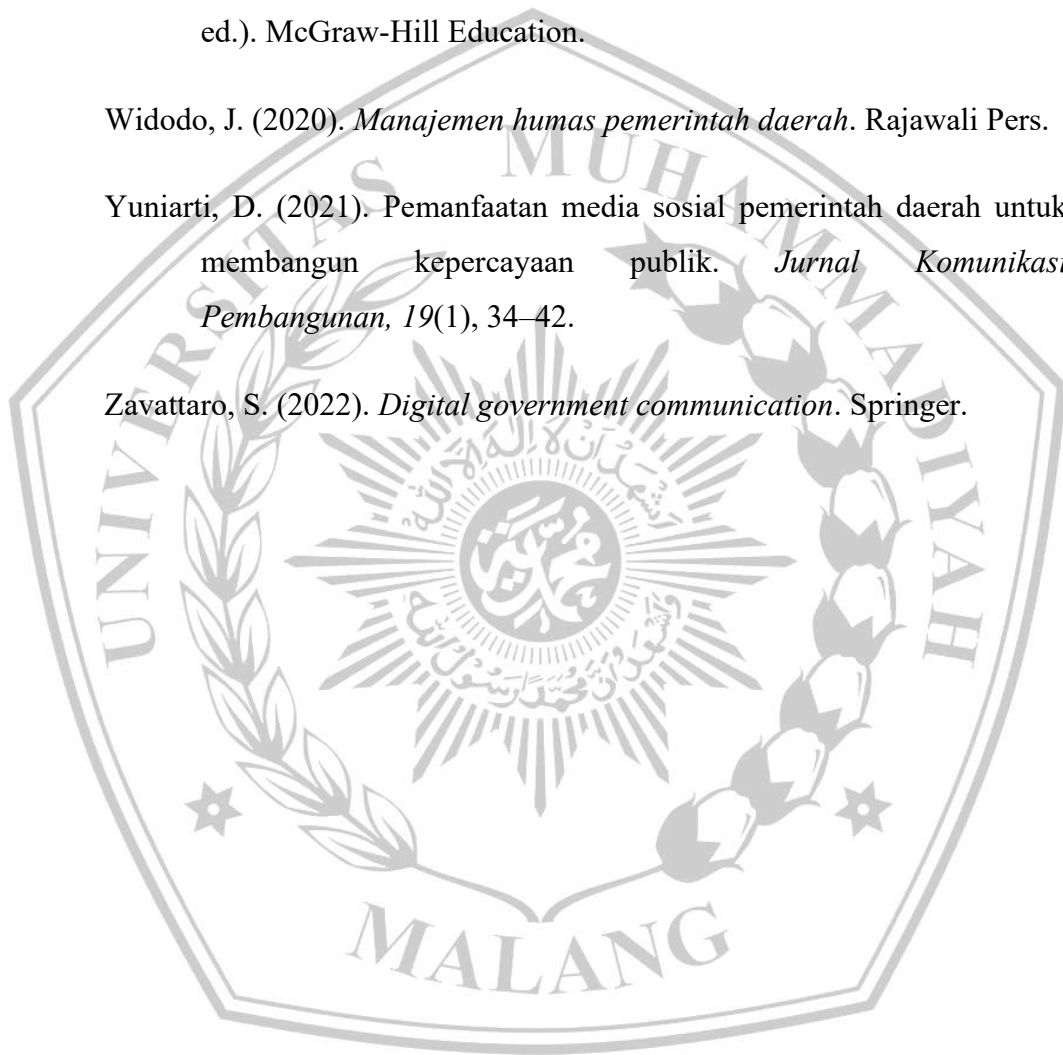 ed.). McGraw-Hill Education.
Widodo, J. (2020). Manajemen humas pemerintah daerah. Rajawali Pers.
Yuniarti, D. (2021). Pemanfaatan media sosial pemerintah daerah untuk
membangun kepercayaan publik. Jurnal Komunikasi
Pembangunan, 19(1), 34–42.
Zavattaro, S. (2022). Digital government communication. Springer.
UNIVERSITAS MUHAMMADIYAH
MALANG